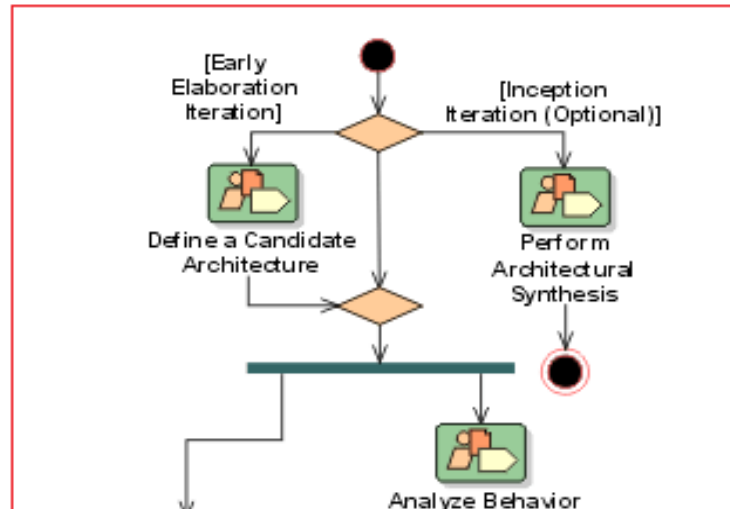 [Early
Elaboration
Iteration]
[Inception
Iteration (Optional)]
Define a Candidate
Architecture
Perform
Architectural
Synthesis
Analyze Behavior